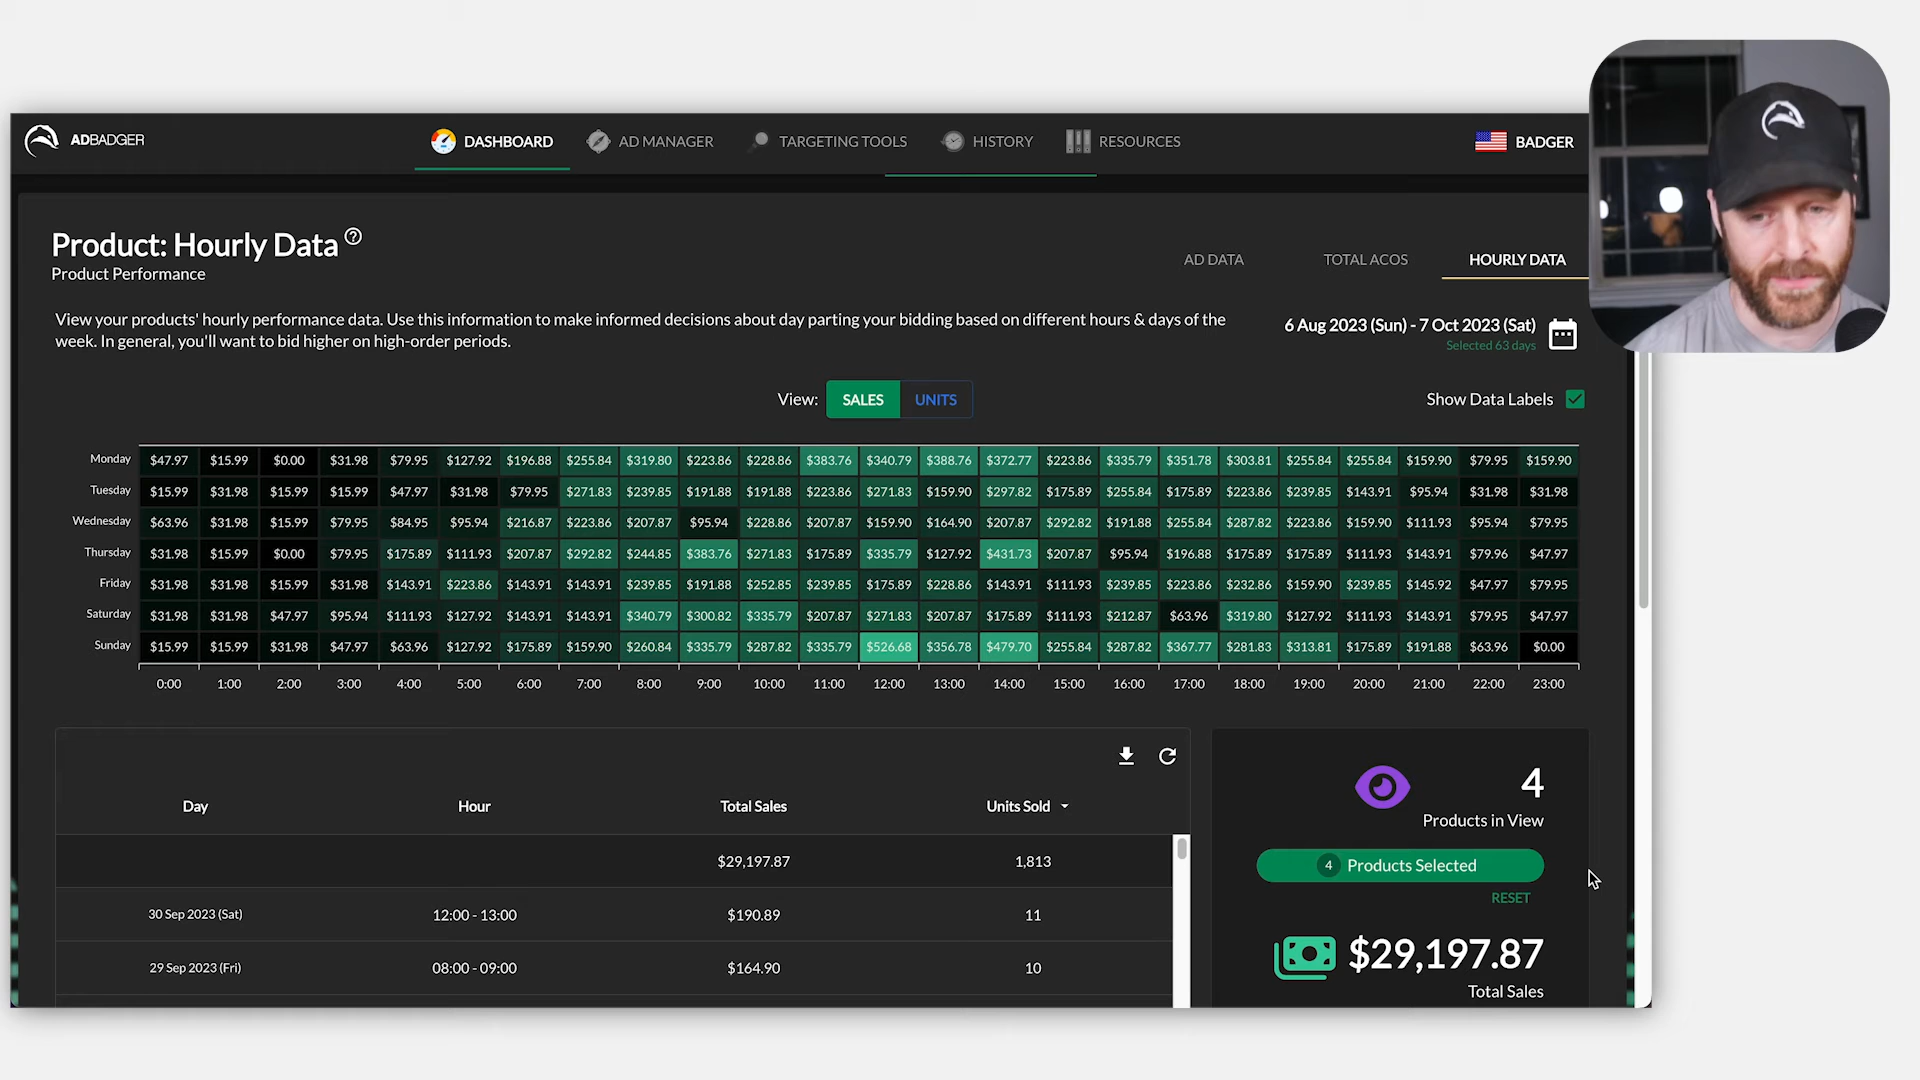 ADBADGER
DASHBOARD
AD MANAGER
TARGETING TOOLS
HISTORY
RESOURCES
BADGER
Product: Hourly Data
Product Performance
AD DATA
TOTAL ACOS
HOURLY DATA
View your products' hourly performance data. Use this information to make informed decisions about day parting your bidding based on different hours & days of the
week. In general, you'll want to bid higher on high-order periods.
6 Aug 2023 (Sun) - 7 Oct 2023 (Sat)
Selected 63 days
View: SALES UNITS
Show Data Labels
Monday $47.97 $15.99 $0.00 $31.98 $79.95 $127.92 $196.88 $255.84 $319.80 $223.86 $228.86 $383.76 $340.79 $388.76 $372.77 $223.86 $335.79 $351.78 $303.81 $255.84 $255.84 $159.90 $79.95 $159.90
Tuesday $15.99 $31.98 $15.99 $15.99 $47.97 $31.98 $79.95 $271.83 $239.85 $191.88 $191.88 $223.86 $271.83 $159.90 $297.82 $175.89 $255.84 $175.89 $223.86 $239.85 $143.91 $95.94 $31.98 $31.98
Wednesday $63.96 $31.98 $15.99 $79.95 $84.95 $95.94 $216.87 $223.86 $207.87 $95.94 $228.86 $207.87 $159.90 $164.90 $207.87 $292.82 $191.88 $255.84 $287.82 $223.86 $159.90 $111.93 $95.94 $79.95
Thursday $31.98 $15.99 $0.00 $79.95 $175.89 $111.93 $207.87 $292.82 $244.85 $383.76 $271.83 $175.89 $335.79 $127.92 $431.73 $207.87 $95.94 $196.88 $175.89 $175.89 $111.93 $143.91 $79.96 $47.97
Friday $31.98 $31.98 $15.99 $31.98 $143.91 $223.86 $143.91 $143.91 $239.85 $191.88 $252.85 $239.85 $175.89 $228.86 $143.91 $111.93 $239.85 $223.86 $232.86 $159.90 $239.85 $145.92 $47.97 $79.95
Saturday $31.98 $31.98 $47.97 $95.94 $111.93 $127.92 $143.91 $143.91 $340.79 $300.82 $335.79 $207.87 $271.83 $207.87 $175.89 $111.93 $212.87 $63.96 $319.80 $127.92 $111.93 $143.91 $79.95 $47.97
Sunday $15.99 $15.99 $31.98 $47.97 $63.96 $127.92 $175.89 $159.90 $260.84 $335.79 $287.82 $335.79 $526.68 $356.78 $479.70 $255.84 $287.82 $367.77 $281.83 $313.81 $175.89 $191.88 $63.96 $0.00
0:00 1:00 2:00 3:00 4:00 5:00 6:00 7:00 8:00 9:00 10:00 11:00 12:00 13:00 14:00 15:00 16:00 17:00 18:00 19:00 20:00 21:00 22:00 23:00
Day Hour Total Sales Units Sold
$29,197.87 1,813
30 Sep 2023 (Sat) 12:00 - 13:00 $190.89 11
29 Sep 2023 (Fri) 08:00 - 09:00 $164.90 10
4
Products in View
4 Products Selected
RESET
$29,197.87
Total Sales